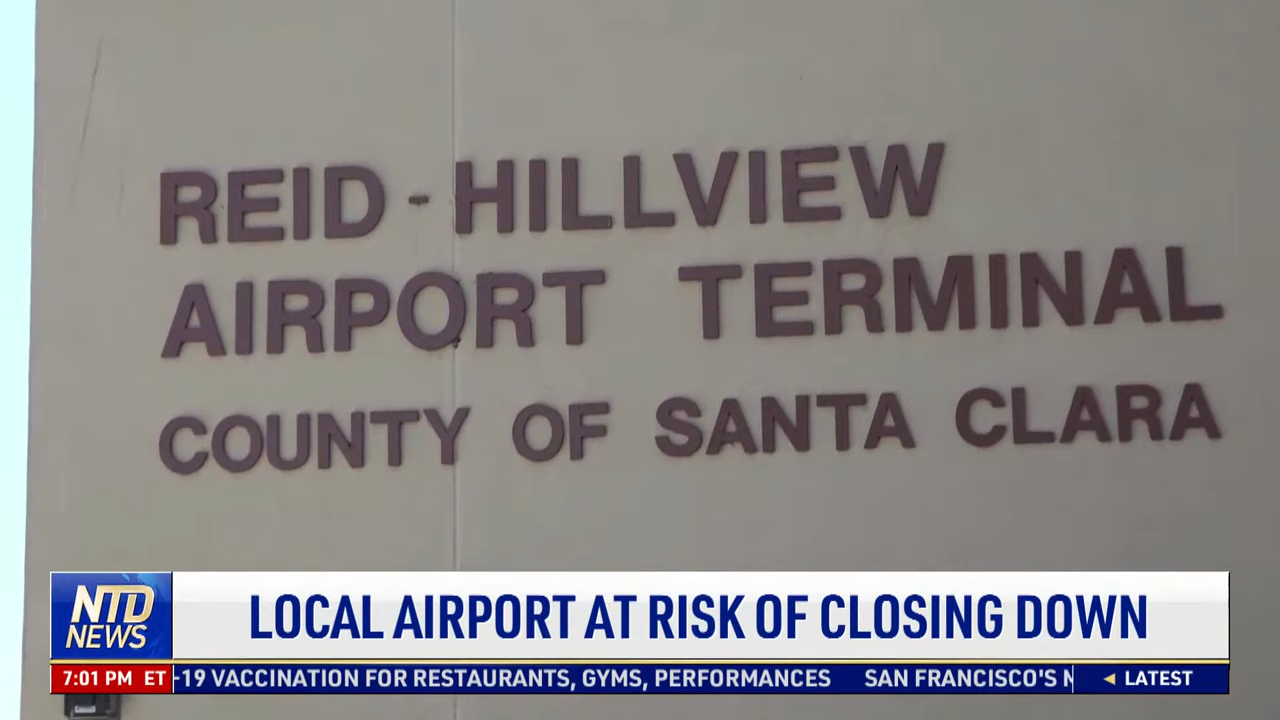 REID-HILLVIEW
AIRPORT TERMINAL
COUNTY OF SANTA CLARA
NTD
NEWS
LOCAL AIRPORT AT RISK OF CLOSING DOWN
7:01 PM ET
-19 VACCINATION FOR RESTAURANTS, GYMS, PERFORMANCES SAN FRANCISCO'S
LATEST